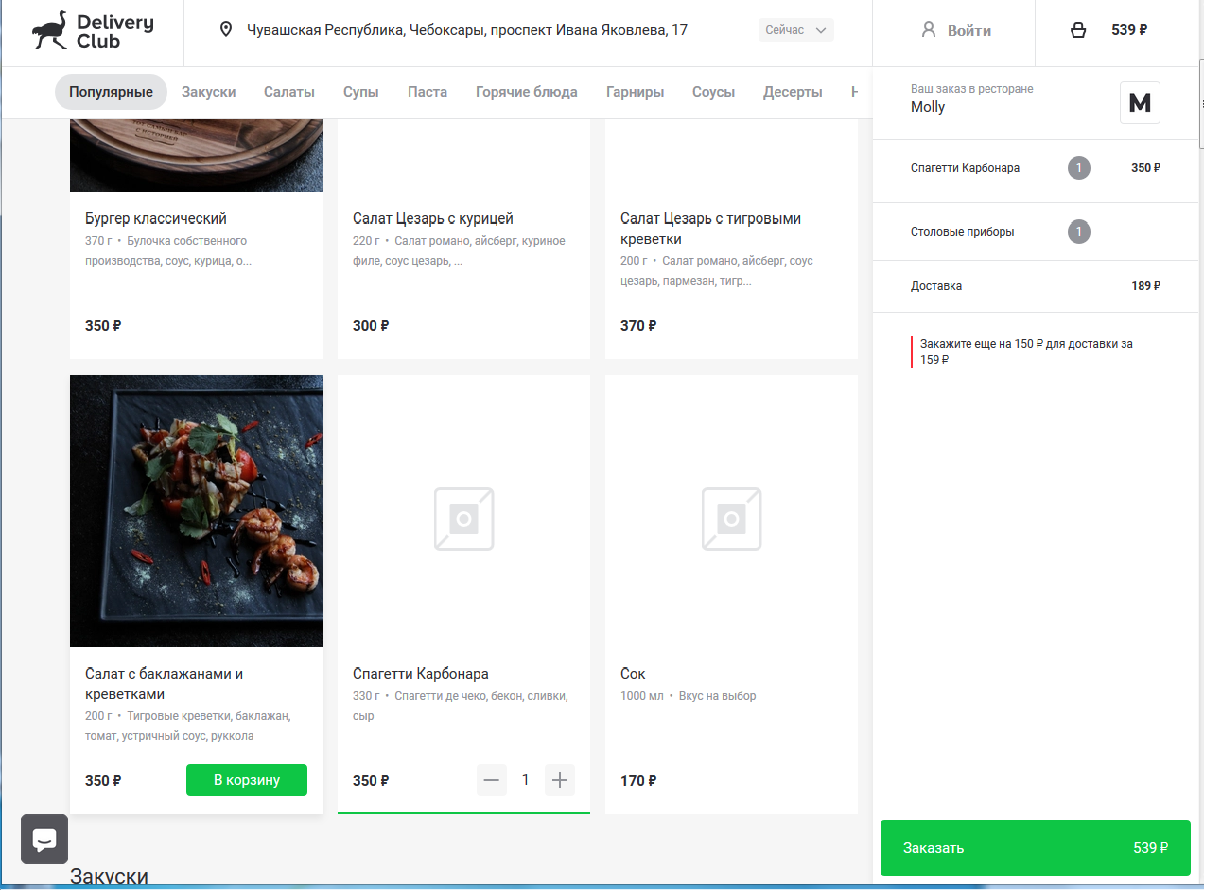 Delivery
Club
Чувашская Республика, Чебоксары, проспект Ивана Яковлева, 17
Сейчас
Войти
539 ₽
Популярные
Закуски
Салаты
Супы
Паста
Горячие блюда
Гарниры
Соусы
Десерты
Бургер классический
370 г • Булочка собственного
производства, соус, курица, о...
350 ₽
Салат Цезарь с курицей
220 г • Салат романо, айсберг, куриное
филе, соус цезарь, ...
300 ₽
Салат Цезарь с тигровыми
креветки
200 г • Салат романо, айсберг, соус
цезарь, пармезан, тигр...
370 ₽
Салат с баклажанами и
креветками
200 г • Тигровые креветки, баклажан,
томат, устричный соус, руккола
350 ₽
В корзину
Спагетти Карбонара
330 г • Спагетти де чеко, бекон, сливки,
сыр
350 ₽
1
Сок
1000 мл • Вкус на выбор
170 ₽
Закуски
Ваш заказ в ресторане
Molly
M
Спагетти Карбонара
1
350 ₽
Столовые приборы
1
Доставка
189 ₽
Закажите еще на 150 ₽ для доставки за
159 ₽
Заказать
539 ₽